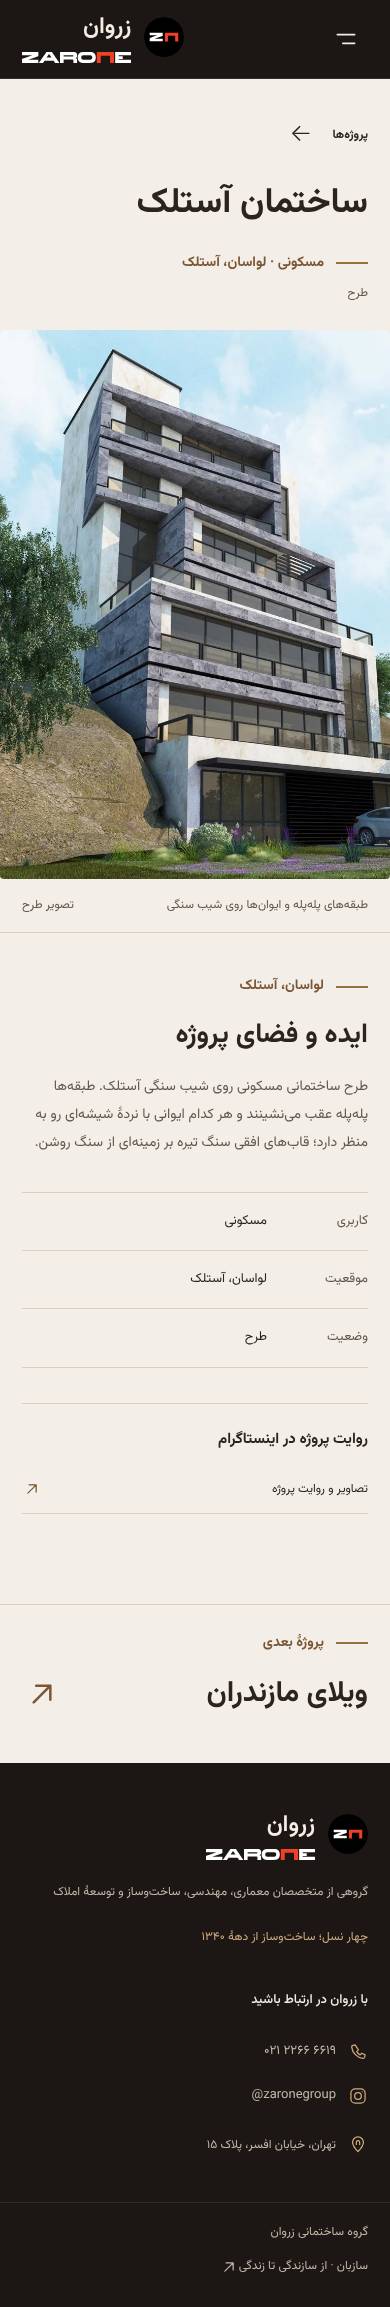 زروان
ZARONE
پروژه‌ها
ساختمان آستلک
مسکونی · لواسان، آستلک
طرح
طبقه‌های پله‌پله و ایوان‌ها روی شیب سنگی
تصویر طرح
لواسان، آستلک
ایده و فضای پروژه
طرح ساختمانی مسکونی روی شیب سنگی آستلک. طبقه‌ها
پله‌پله عقب می‌نشینند و هر کدام ایوانی با نردهٔ شیشه‌ای رو به
منظر دارد؛ قاب‌های افقی سنگ تیره بر زمینه‌ای از سنگ روشن.
کاربری
مسکونی
موقعیت
لواسان، آستلک
وضعیت
طرح
روایت پروژه در اینستاگرام
تصاویر و روایت پروژه
پروژهٔ بعدی
ویلای مازندران
زروان
ZARONE
گروهی از متخصصان معماری، مهندسی، ساخت‌وساز و توسعهٔ املاک
چهار نسل؛ ساخت‌وساز از دههٔ ۱۳۴۰
با زروان در ارتباط باشید
۰۲۱ ۲۲۶۶ ۶۶۱۹
@zaronegroup
تهران، خیابان افسر، پلاک ۱۵
گروه ساختمانی زروان
سازبان · از سازندگی تا زندگی